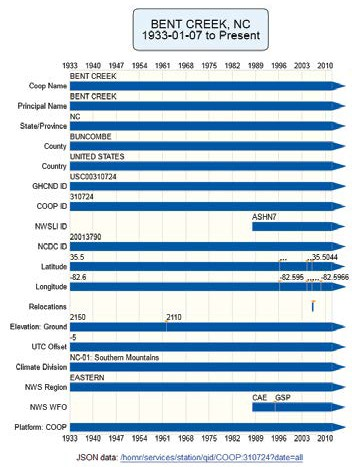 BENT CREEK, NC
1933-01-07 to Present
1933 1940 1947 1954 1961 1968 1975 1982 1989 1996 2003 2010
BENT CREEK
Coop Name
BENT CREEK
Principal Name
NC
State/Province
BUNCOMBE
County
UNITED STATES
Country
USC00310724
GHCND ID
310724
COOP ID
ASHN7
NWSLI ID
20013790
NCDC ID
35.5 35.5044
Latitude
-82.6 -82.595 -82.5966
Longitude
Relocations
2150 2110
Elevation: Ground
-5
UTC Offset
NC-01: Southern Mountains
Climate Division
EASTERN
NWS Region
CAE GSP
NWS WFO
Platform: COOP
1933 1940 1947 1954 1961 1968 1975 1982 1989 1996 2003 2010
JSON data: /homr/services/station/qid/COOP:310724?date=all